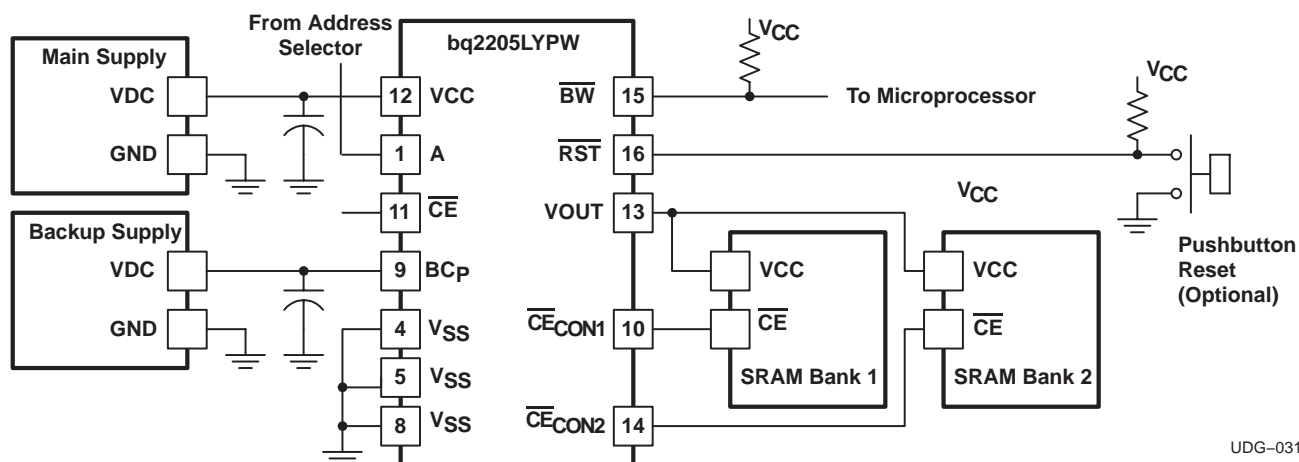 From Address
Selector
bq2205LYPW
VCC
VCC
Main Supply
VDC
GND
12 VCC
1 A
11 CE
BW 15
To Microprocessor
RST 16
VOUT 13
VCC
Backup Supply
VDC
GND
9 BCP
4 VSS
5 VSS
8 VSS
CECON1 10
CECON2 14
VCC
CE
SRAM Bank 1
VCC
CE
SRAM Bank 2
Pushbutton
Reset
(Optional)
UDG–031